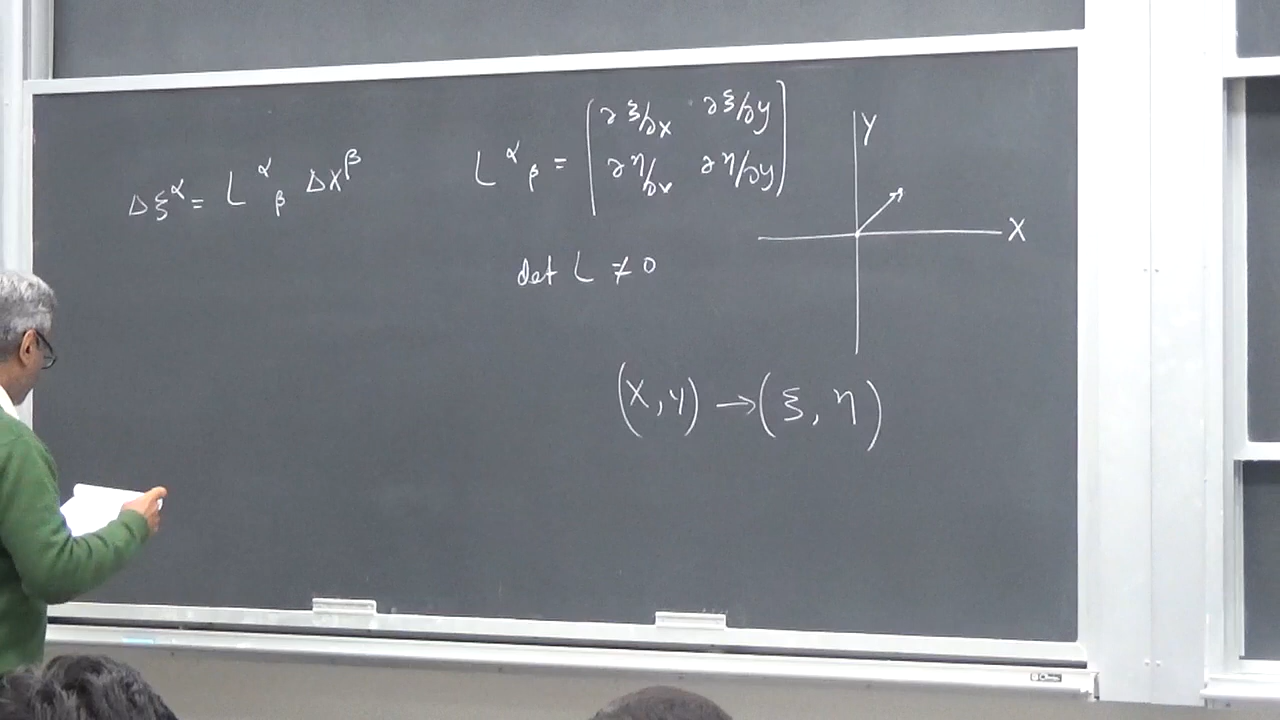 Δξ^α = L^α_β Δx^β
L^α_β = (∂ξ/∂x ∂ξ/∂y
∂η/∂x ∂η/∂y)
det L ≠ 0
y
x
(x, y) → (ξ, η)